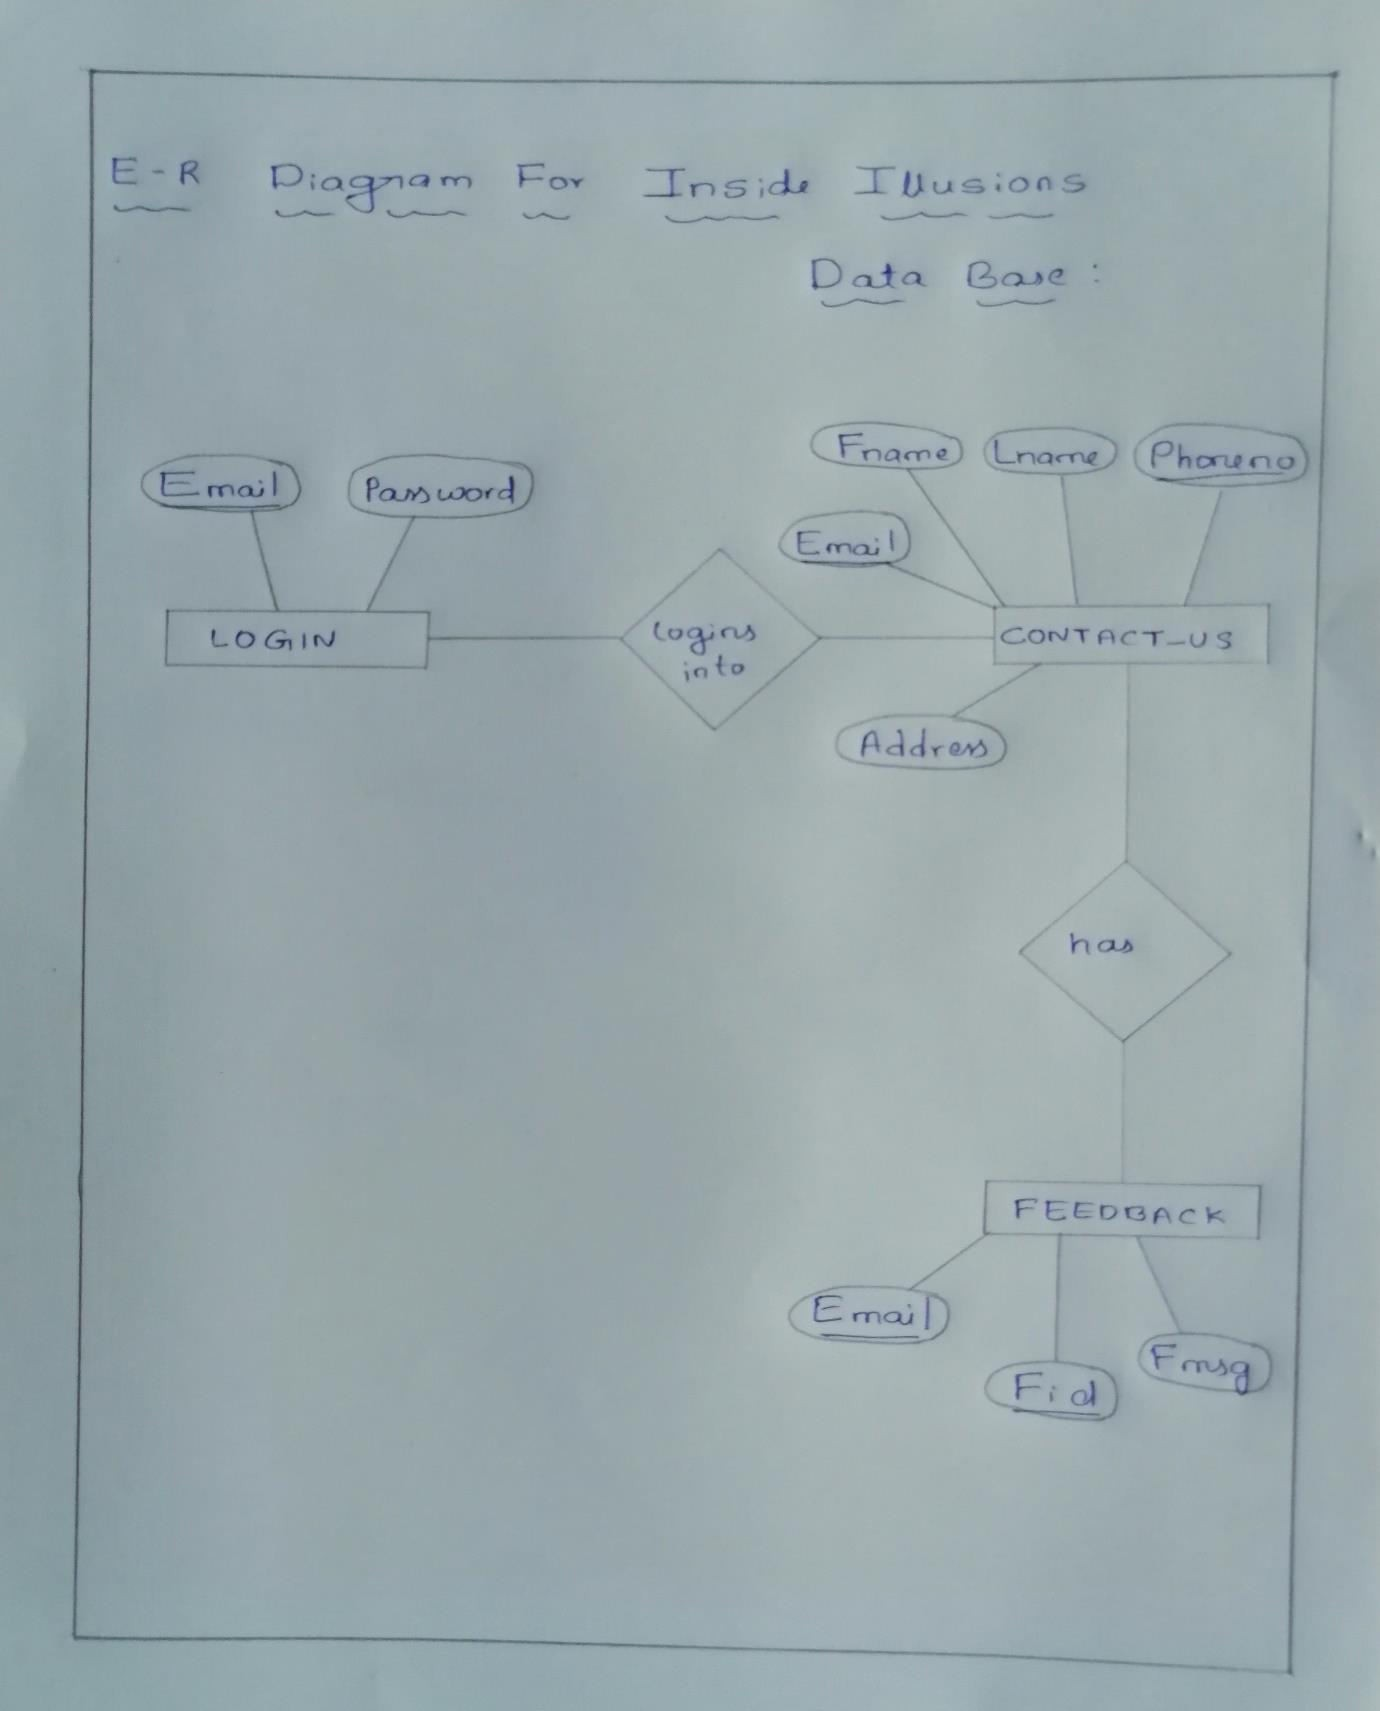 E-R Diagram For Inside Illusions
Data Base:
Fname Lname Phoneno
Email Password
Email
LOGIN
logins
into
CONTACT_US
Address
has
FEEDBACK
Email
Fid
Fmsg